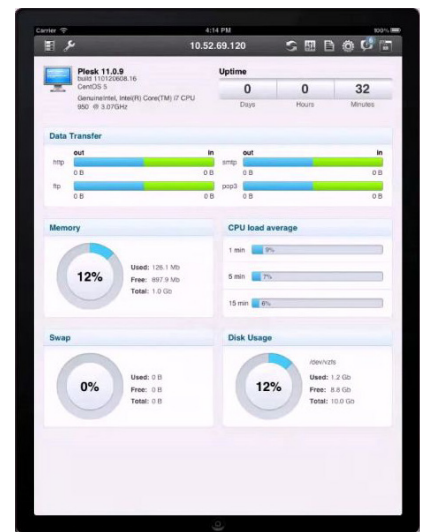 Carrier 4:14 PM 100%
10.52.69.120
Plesk 11.0.9
build 110120608.16
CentOS 5
GenuineIntel, Intel(R) Core(TM) i7 CPU
950 @ 3.07GHz
Uptime
0 0 32
Days Hours Minutes
Data Transfer
out in out in
http smtp
0 B 0 B 0 B 0 B
ftp pop3
0 B 0 B 0 B 0 B
Memory
12%
Used: 126.1 Mb
Free: 897.9 Mb
Total: 1.0 Gb
CPU load average
1 min 9%
5 min 7%
15 min 6%
Swap
0%
Used: 0 B
Free: 0 B
Total: 0 B
Disk Usage
/dev/vzfs
12%
Used: 1.2 Gb
Free: 8.8 Gb
Total: 10.0 Gb